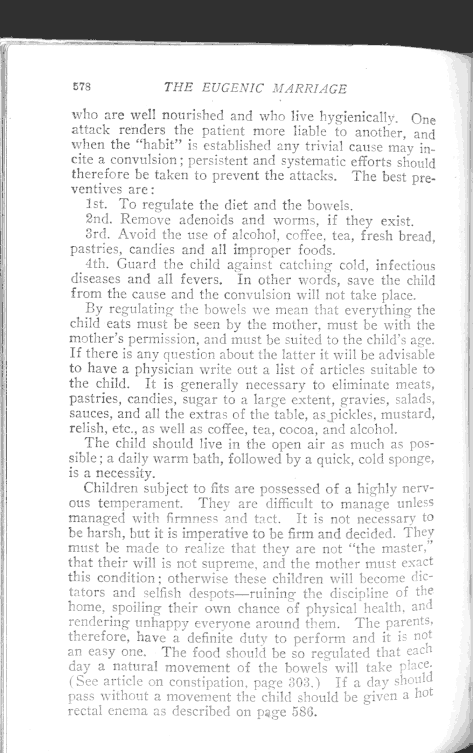 578 THE EUGENIC MARRIAGE
who are well nourished and who live hygienically. One
attack renders the patient more liable to another, and
when the "habit" is established any trivial cause may in-
cite a convulsion; persistent and systematic efforts should
therefore be taken to prevent the attacks. The best pre-
ventives are:
1st. To regulate the diet and the bowels.
2nd. Remove adenoids and worms, if they exist.
3rd. Avoid the use of alcohol, coffee, tea, fresh bread,
pastries, candies and all improper foods.
4th. Guard the child against catching cold, infectious
diseases and all fevers. In other words, save the child
from the cause and the convulsion will not take place.
By regulating the bowels we mean that everything the
child eats must be seen by the mother, must be with the
mother's permission, and must be suited to the child's age.
If there is any question about the latter it will be advisable
to have a physician write out a list of articles suitable to
the child. It is generally necessary to eliminate meats,
pastries, candies, sugar to a large extent, gravies, salads,
sauces, and all the extras of the table, as pickles, mustard,
relish, etc., as well as coffee, tea, cocoa, and alcohol.
The child should live in the open air as much as pos-
sible; a daily warm bath, followed by a quick, cold sponge,
is a necessity.
Children subject to fits are possessed of a highly nerv-
ous temperament. They are difficult to manage unless
managed with firmness and tact. It is not necessary to
be harsh, but it is imperative to be firm and decided. They
must be made to realize that they are not "the master,"
that their will is not supreme, and the mother must exact
this condition; otherwise these children will become dic-
tators and selfish despots—ruining the discipline of the
home, spoiling their own chance of physical health, and
rendering unhappy everyone around them. The parents,
therefore, have a definite duty to perform and it is not
an easy one. The food should be so regulated that each
day a natural movement of the bowels will take place.
(See article on constipation, page 303.) If a day should
pass without a movement the child should be given a hot
rectal enema as described on page 586.